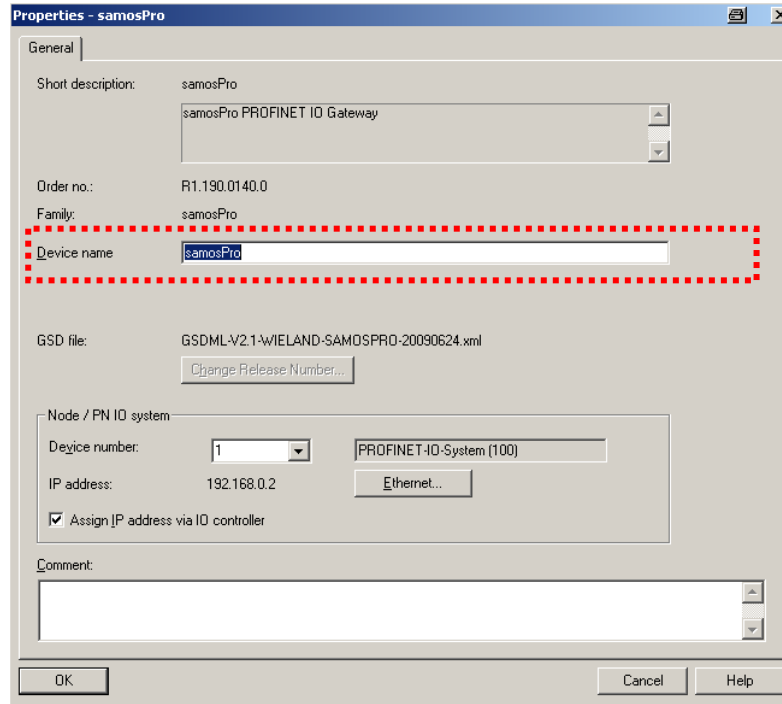 Properties - samosPro
General
Short description: samosPro
samosPro PROFINET IO Gateway
Order no.: R1.190.0140.0
Family: samosPro
Device name samosPro
GSD file: GSDML-V2.1-WIELAND-SAMOSPRO-20090624.xml
Change Release Number...
Node / PN IO system
Device number: 1 PROFINET-IO-System (100)
IP address: 192.168.0.2 Ethernet...
Assign IP address via IO controller
Comment:
OK Cancel Help